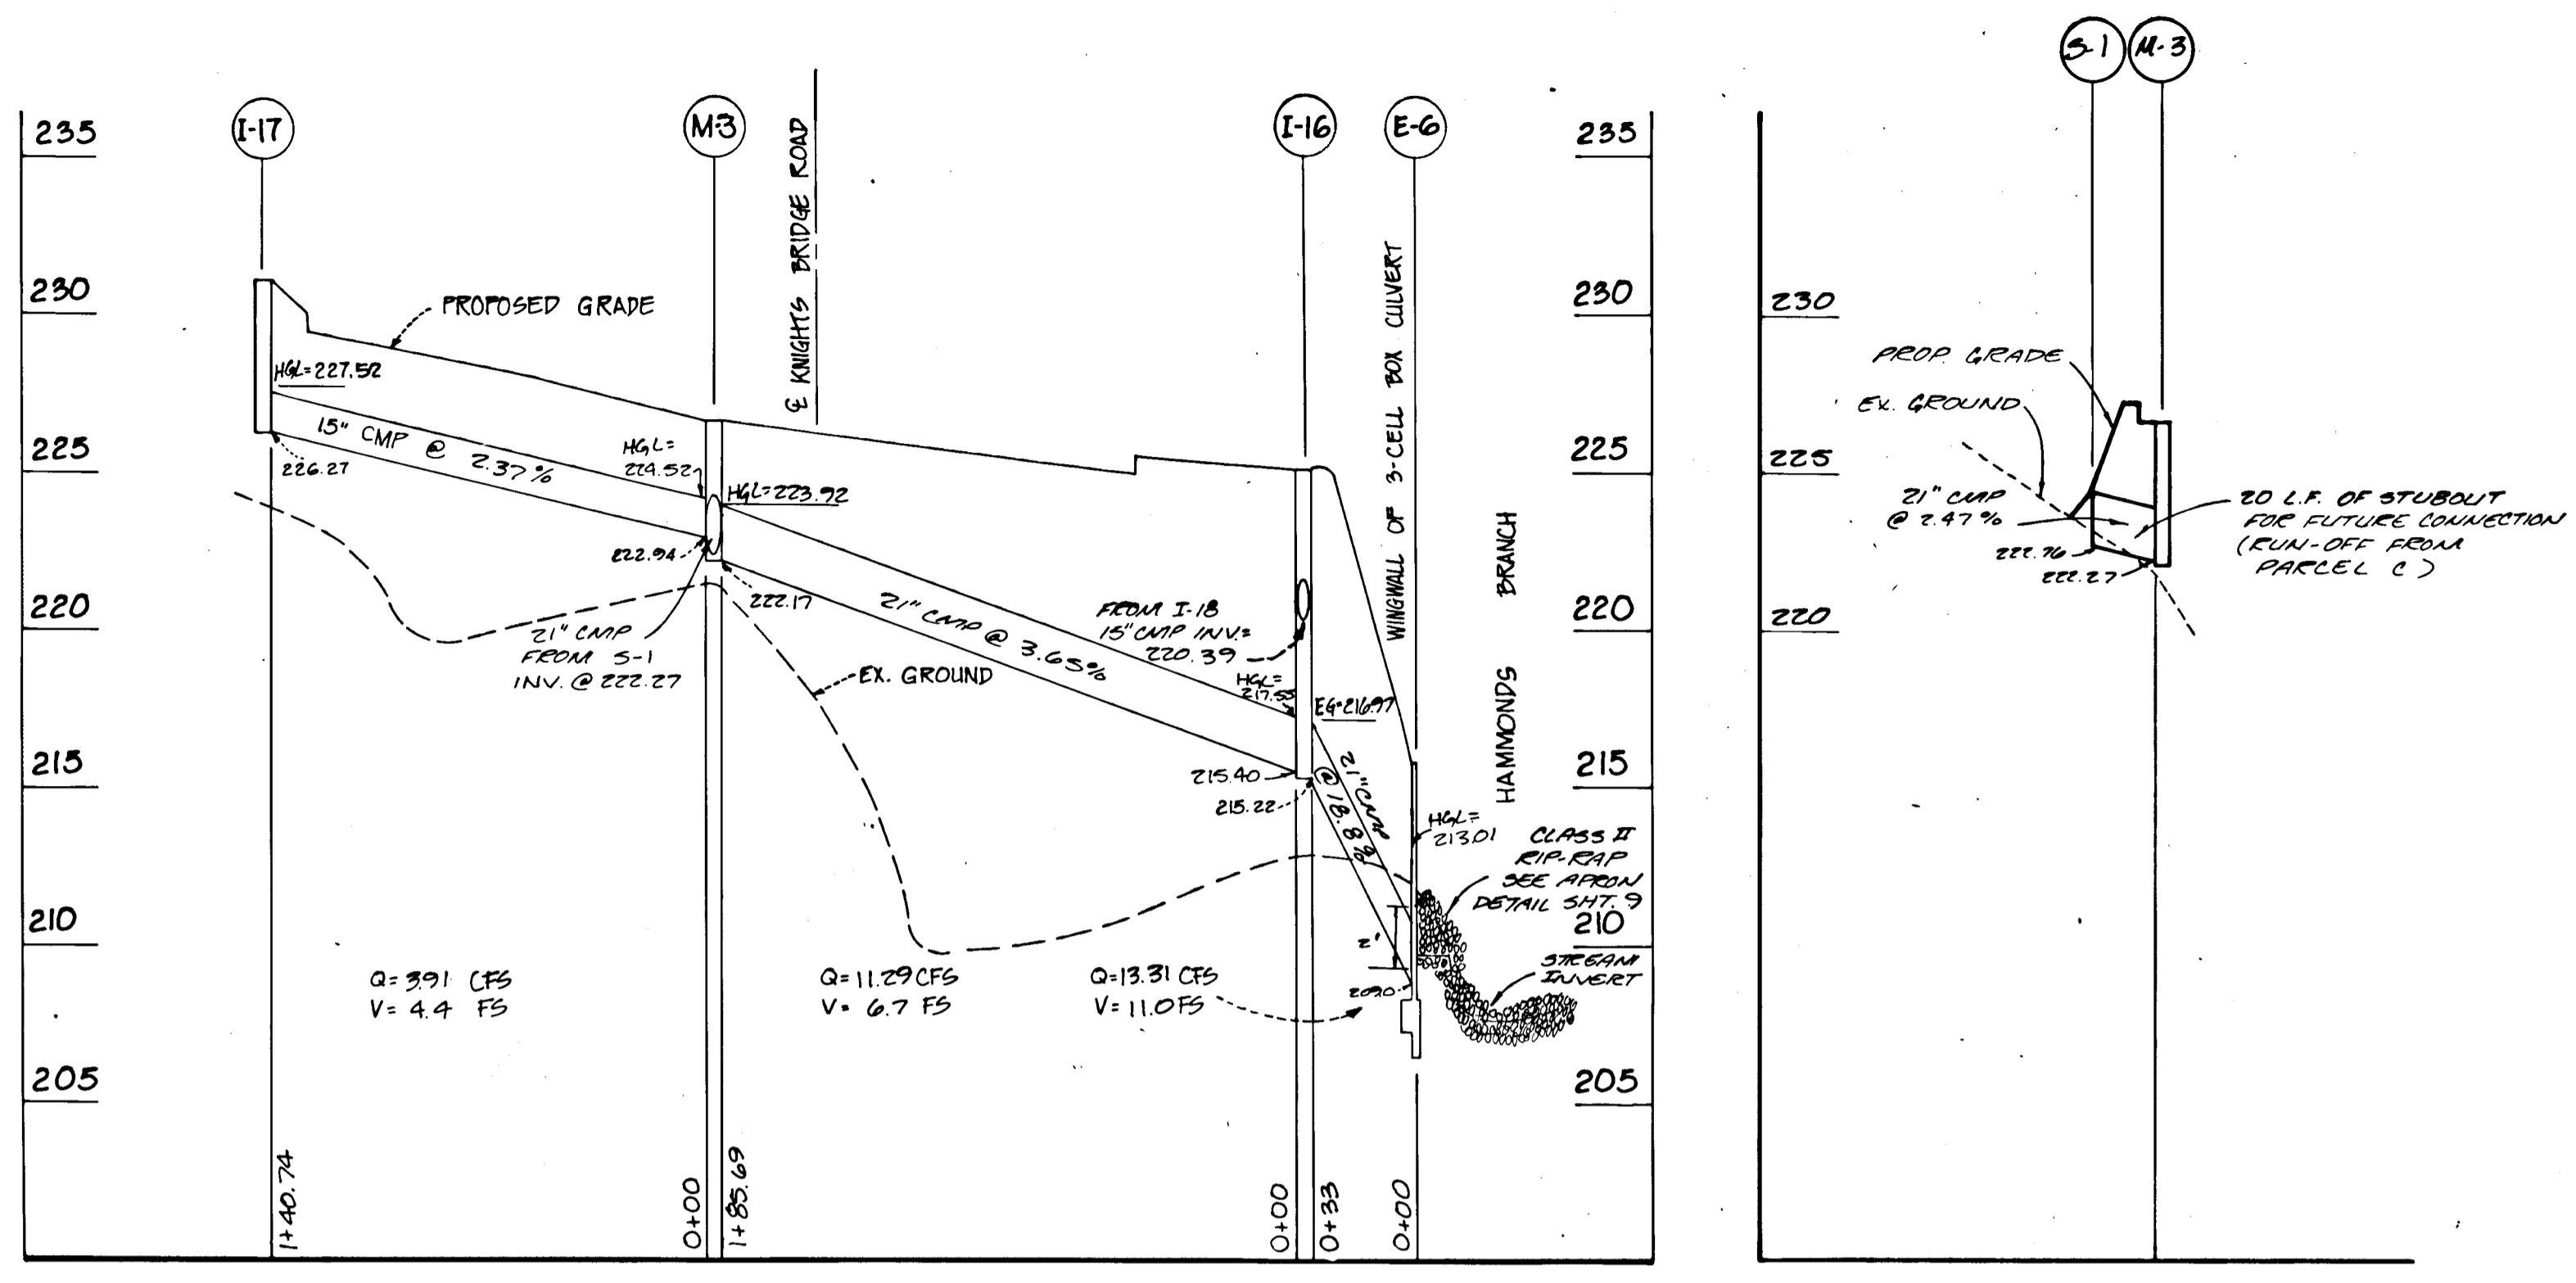 I-17
M-3
I-16
E-6
S-1
M-3
235
230
225
220
215
210
205
235
230
225
220
215
210
205
230
225
220
PROPOSED GRADE
℄ KNIGHTS BRIDGE ROAD
WINGWALL OF 3-CELL BOX CULVERT
HAMMONDS BRANCH
HGL=227.52
15" CMP @ 2.37%
226.27
HGL=
224.52
HGL=223.92
222.94
222.17
21" CMP
FROM S-1
INV. @ 222.27
21" CMP @ 3.65%
EX. GROUND
FROM I-18
15" CMP INV.=
220.39
HGL=
217.55
EG=216.97
215.40
215.22
21" CMP
@ 18.8%
HGL=
213.01
CLASS II
RIP-RAP
SEE APRON
DETAIL SHT. 9
2'
209.0
STREAM
INVERT
Q=3.91 CFS
V= 4.4 FS
Q=11.29 CFS
V= 6.7 FS
Q=13.31 CFS
V=11.0 FS
1+40.74
0+00
1+85.69
0+00
0+33
0+00
PROP. GRADE
EX. GROUND
21" CMP
@ 2.47%
222.76
222.27
20 L.F. OF STUBOUT
FOR FUTURE CONNECTION
(RUN-OFF FROM
PARCEL C)